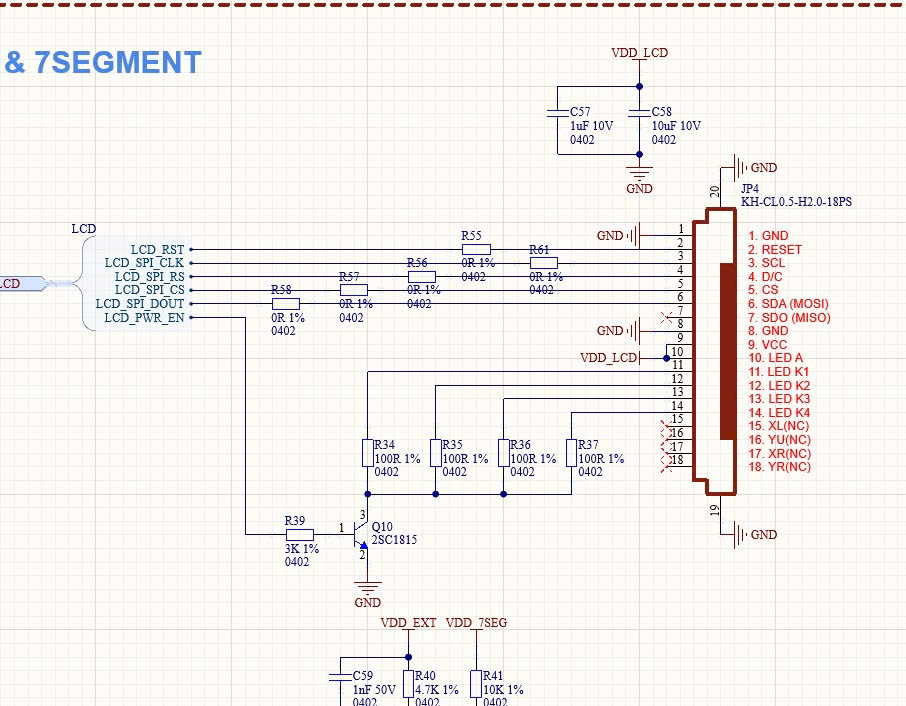 & 7SEGMENT
VDD_LCD
C57
1uF 10V
0402
C58
10uF 10V
0402
GND
GND
20
JP4
KH-CL0.5-H2.0-18PS
LCD
LCD
LCD_RST
LCD_SPI_CLK
LCD_SPI_RS
LCD_SPI_CS
LCD_SPI_DOUT
LCD_PWR_EN
R55
0R 1%
0402
R61
0R 1%
0402
R56
0R 1%
0402
R57
0R 1%
0402
R58
0R 1%
0402
GND
GND
VDD_LCD
1
2
3
4
5
6
7
8
9
10
11
12
13
14
15
16
17
18
1. GND
2. RESET
3. SCL
4. D/C
5. CS
6. SDA (MOSI)
7. SDO (MISO)
8. GND
9. VCC
10. LED A
11. LED K1
12. LED K2
13. LED K3
14. LED K4
15. XL(NC)
16. YU(NC)
17. XR(NC)
18. YR(NC)
R34
100R 1%
0402
R35
100R 1%
0402
R36
100R 1%
0402
R37
100R 1%
0402
19
GND
R39
3K 1%
0402
1
3
2
Q10
2SC1815
GND
VDD_EXT
VDD_7SEG
C59
1nF 50V
0402
R40
4.7K 1%
0402
R41
10K 1%
0402